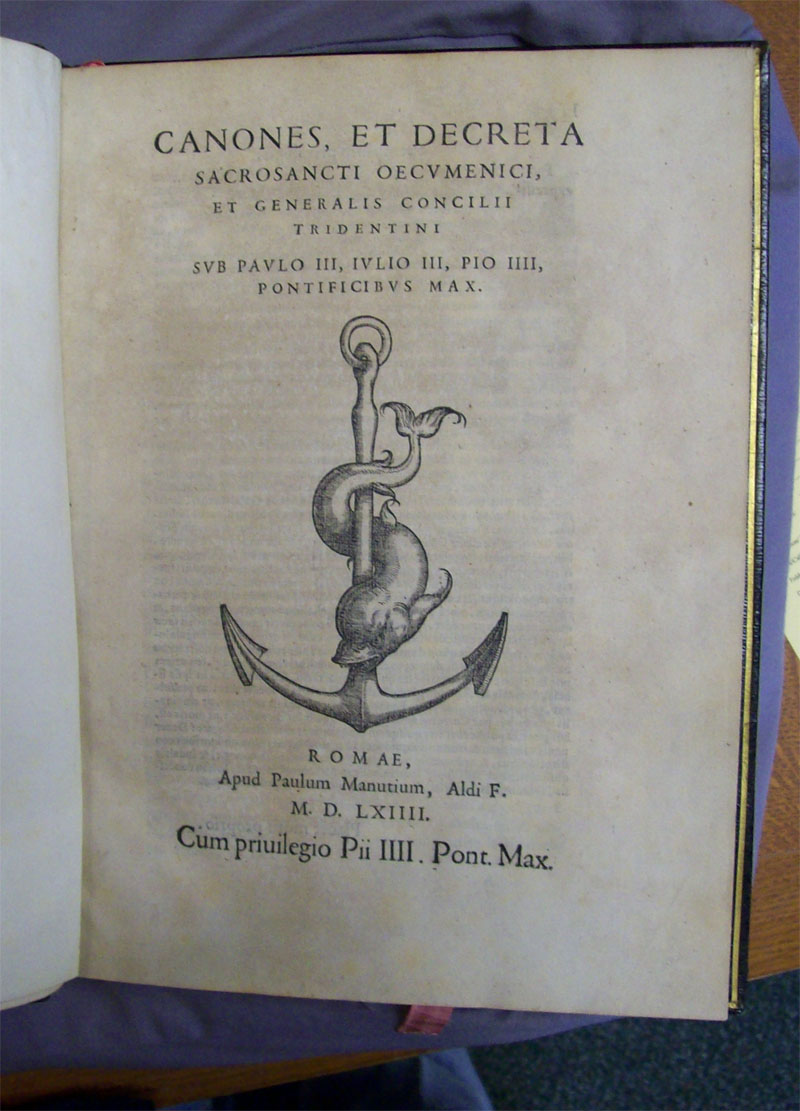 CANONES, ET DECRETA
SACROSANCTI OECVMENICI,
ET GENERALIS CONCILII
TRIDENTINI
SVB PAVLO III, IVLIO III, PIO IIII,
PONTIFICIBVS MAX.
ROMAE,
Apud Paulum Manutium, Aldi F.
M. D. LXIIII.
Cum priuilegio Pii IIII. Pont. Max.